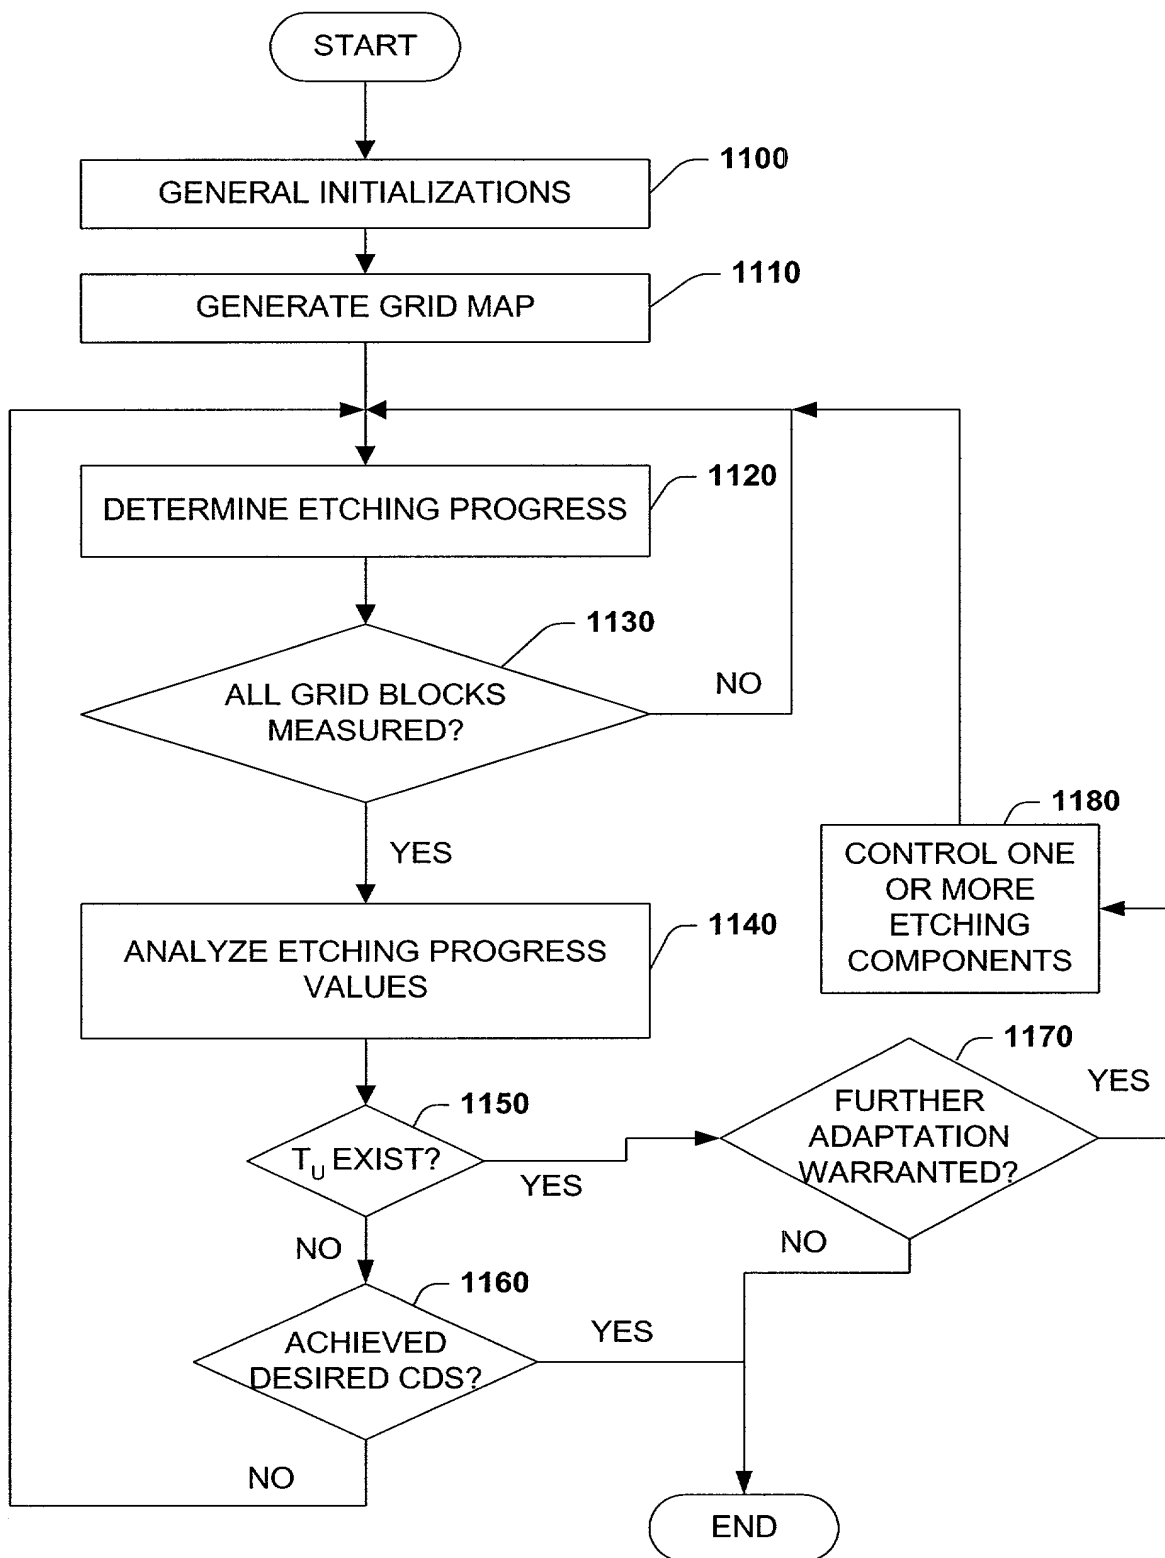 START
1100
GENERAL INITIALIZATIONS
1110
GENERATE GRID MAP
1120
DETERMINE ETCHING PROGRESS
1130
ALL GRID BLOCKS
MEASURED?
NO
YES
1180
CONTROL ONE
OR MORE
ETCHING
COMPONENTS
1140
ANALYZE ETCHING PROGRESS
VALUES
1170
YES
FURTHER
ADAPTATION
WARRANTED?
1150
TU EXIST?
YES
NO
NO
1160
ACHIEVED
DESIRED CDS?
YES
NO
END